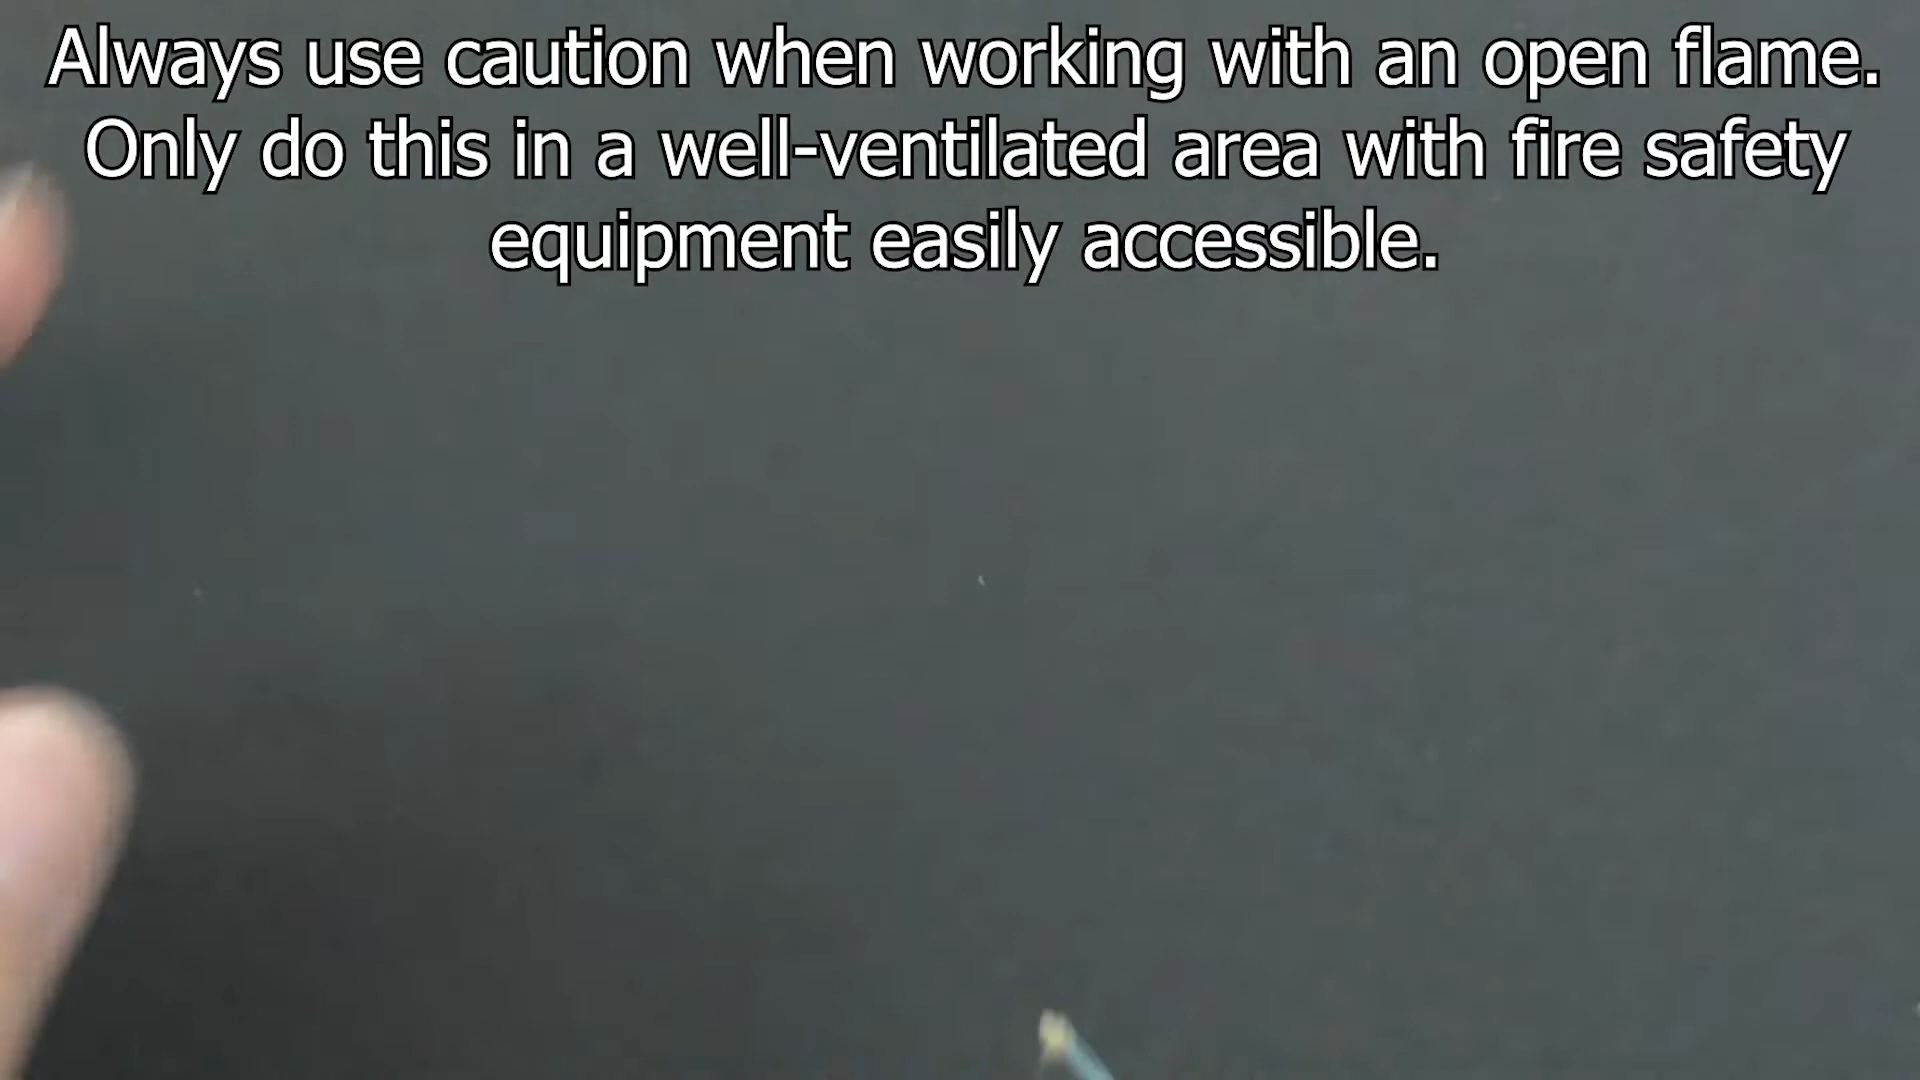 Always use caution when working with an open flame.
Only do this in a well-ventilated area with fire safety
equipment easily accessible.